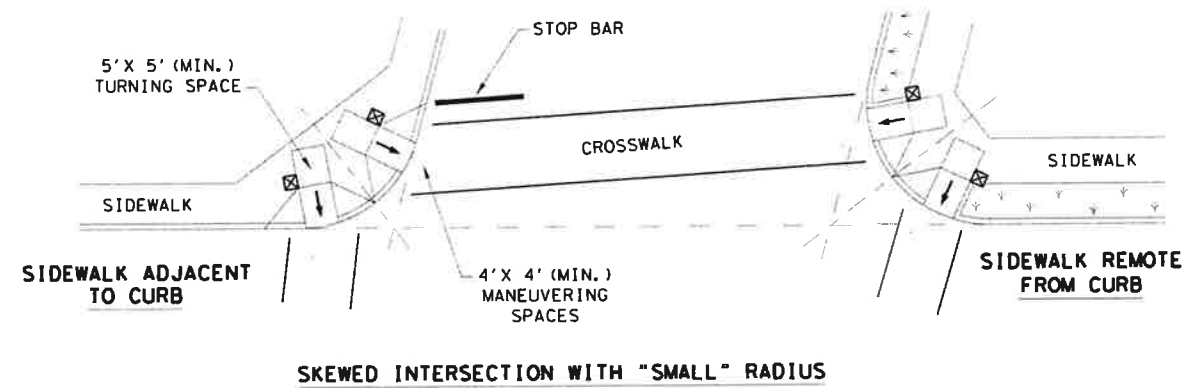 STOP BAR
5'X 5' (MIN.)
TURNING SPACE
CROSSWALK
SIDEWALK
SIDEWALK
SIDEWALK ADJACENT
TO CURB
4'X 4' (MIN.)
MANEUVERING
SPACES
SIDEWALK REMOTE
FROM CURB
SKEWED INTERSECTION WITH "SMALL" RADIUS